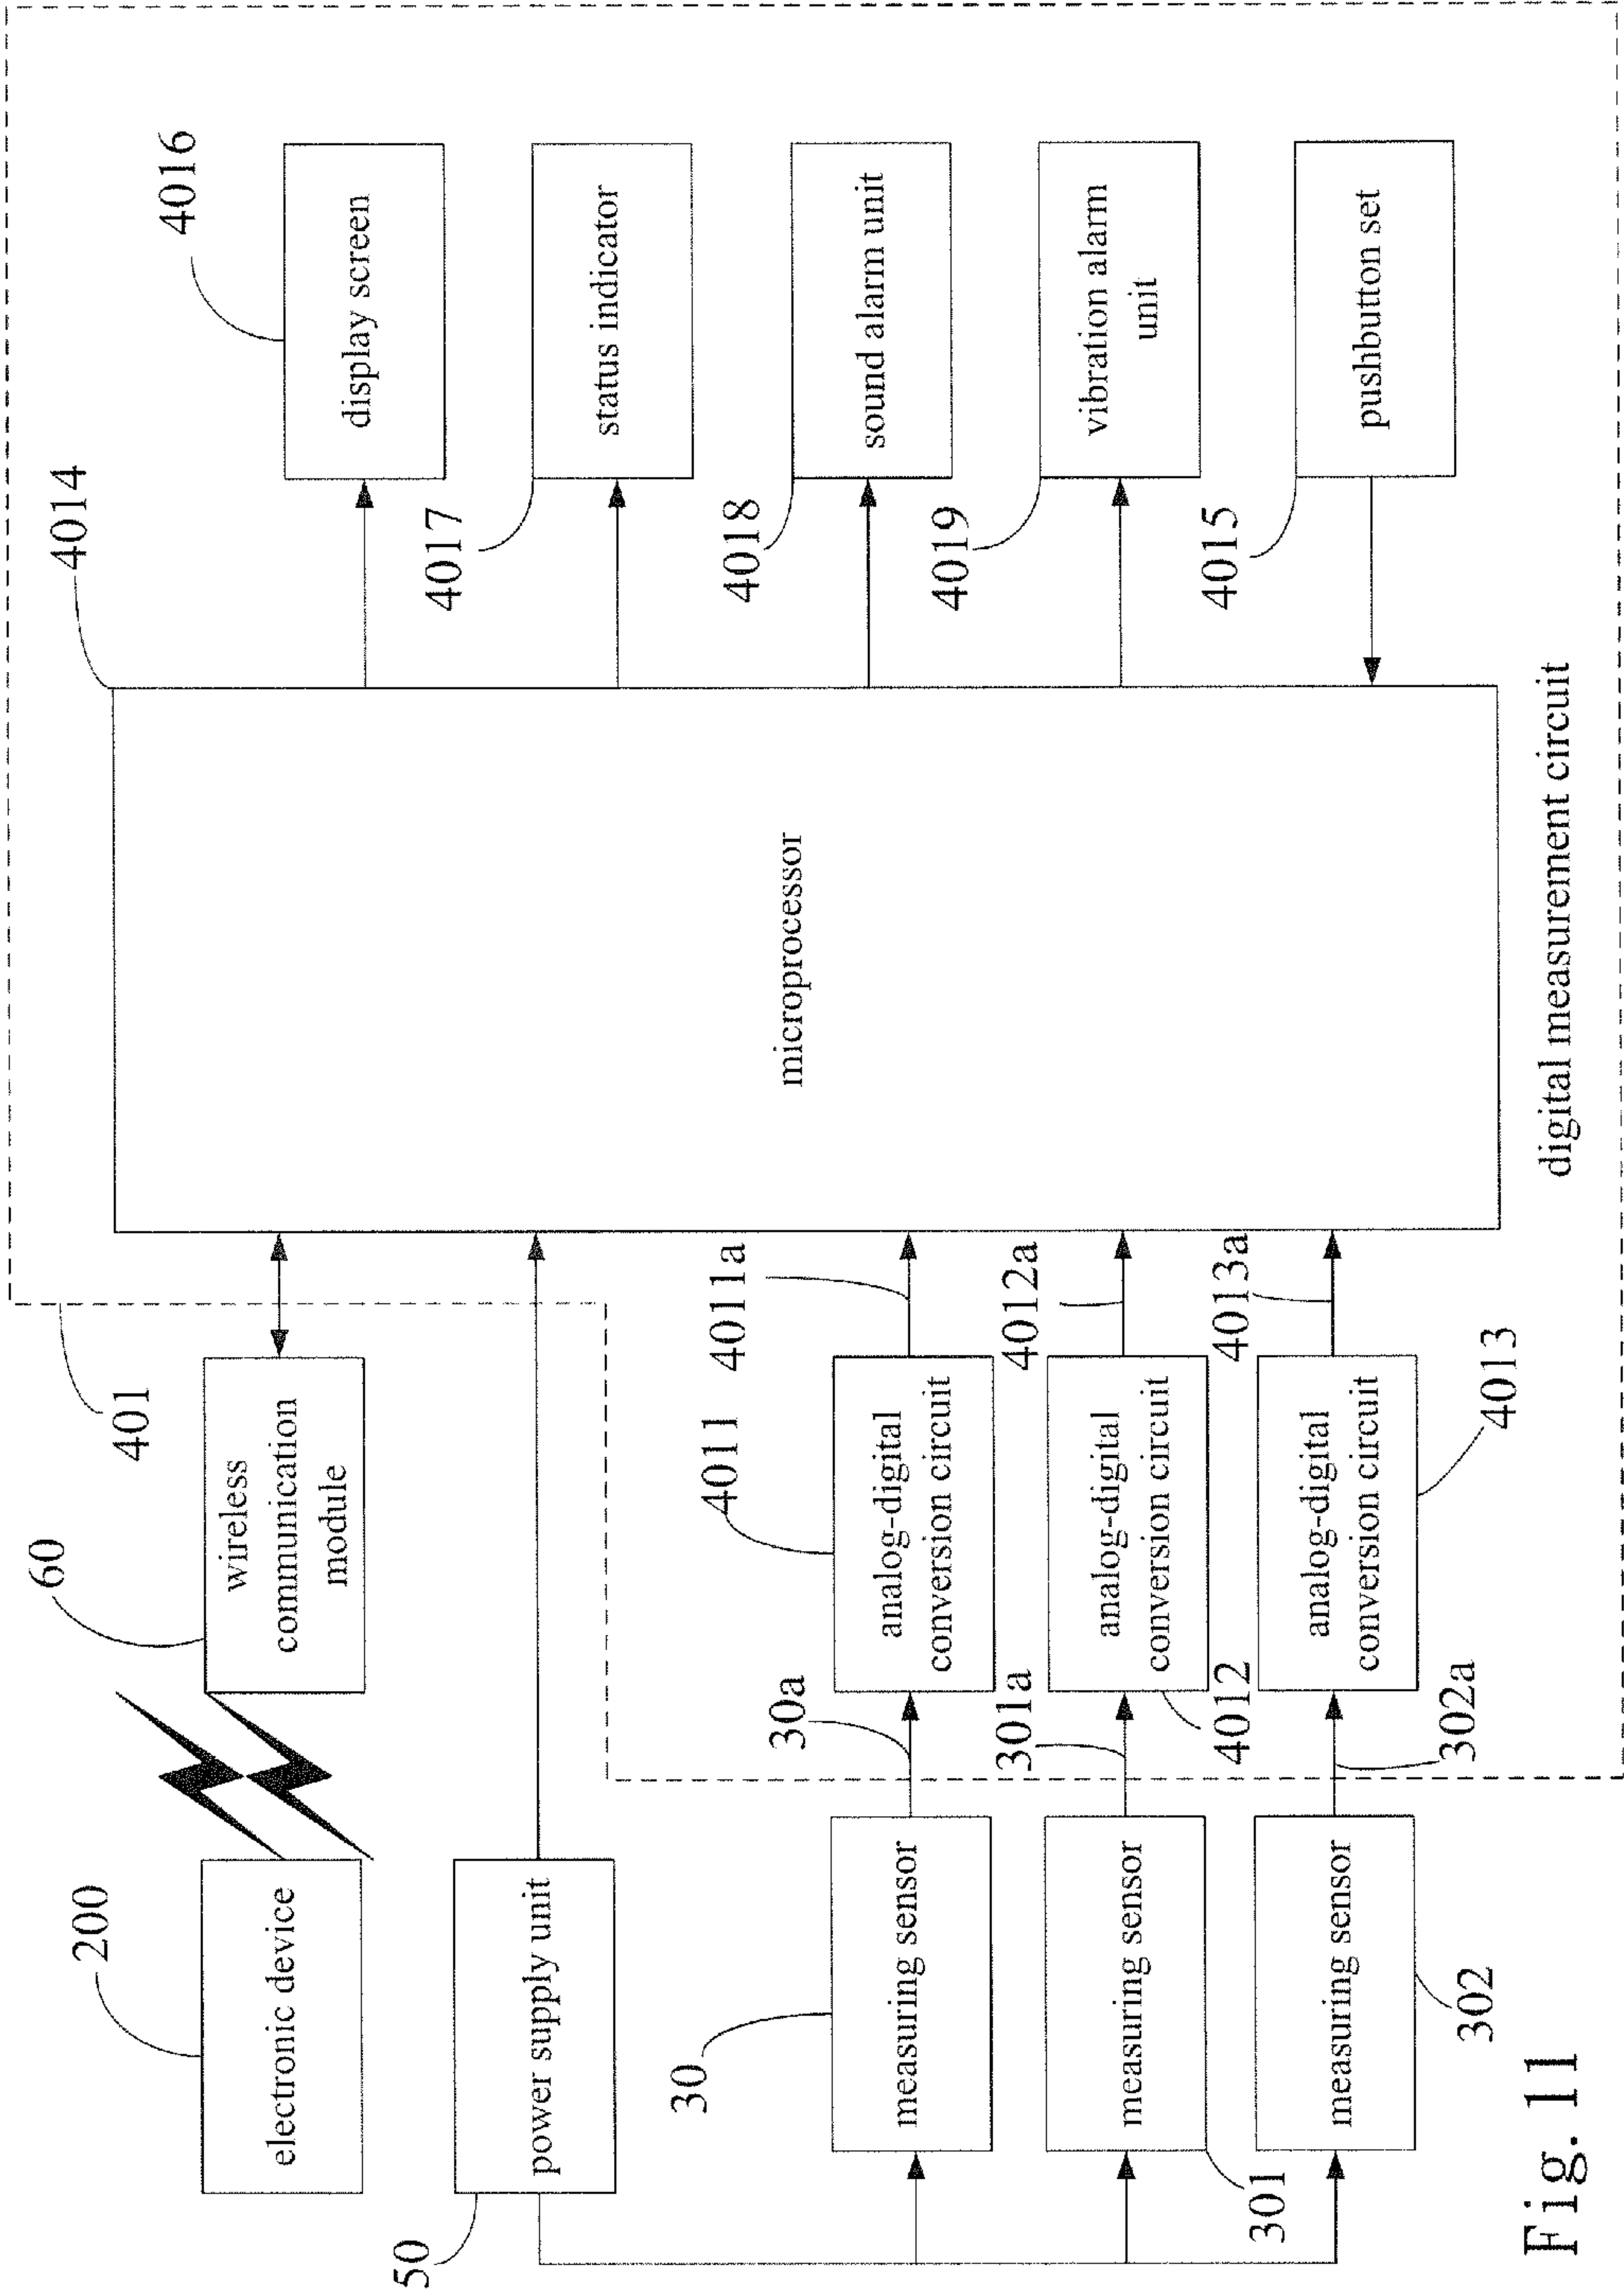 200
electronic device
60
wireless
communication
module
401
4014
4016
display screen
50
power supply unit
4017
status indicator
microprocessor
4018
sound alarm unit
30
measuring sensor
30a
4011
analog-digital
conversion circuit
4011a
4019
vibration alarm
unit
301
measuring sensor
301a
4012
analog-digital
conversion circuit
4012a
4015
pushbutton set
302
measuring sensor
302a
4013
analog-digital
conversion circuit
4013a
digital measurement circuit
Fig. 11